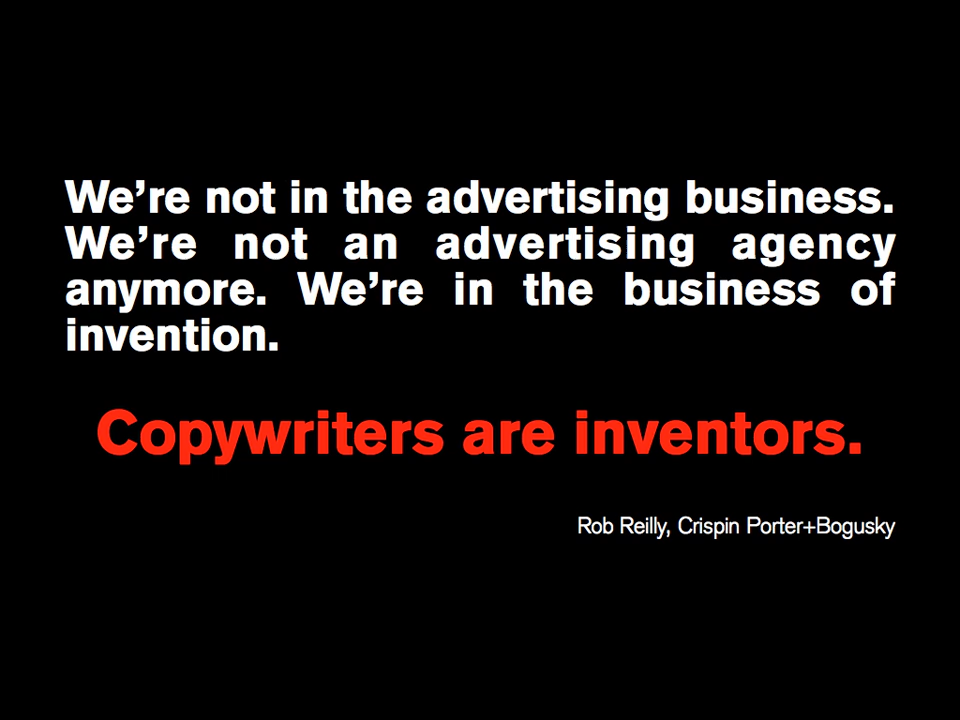 We’re not in the advertising business.
We’re not an advertising agency
anymore. We’re in the business of
invention.
Copywriters are inventors.
Rob Reilly, Crispin Porter+Bogusky